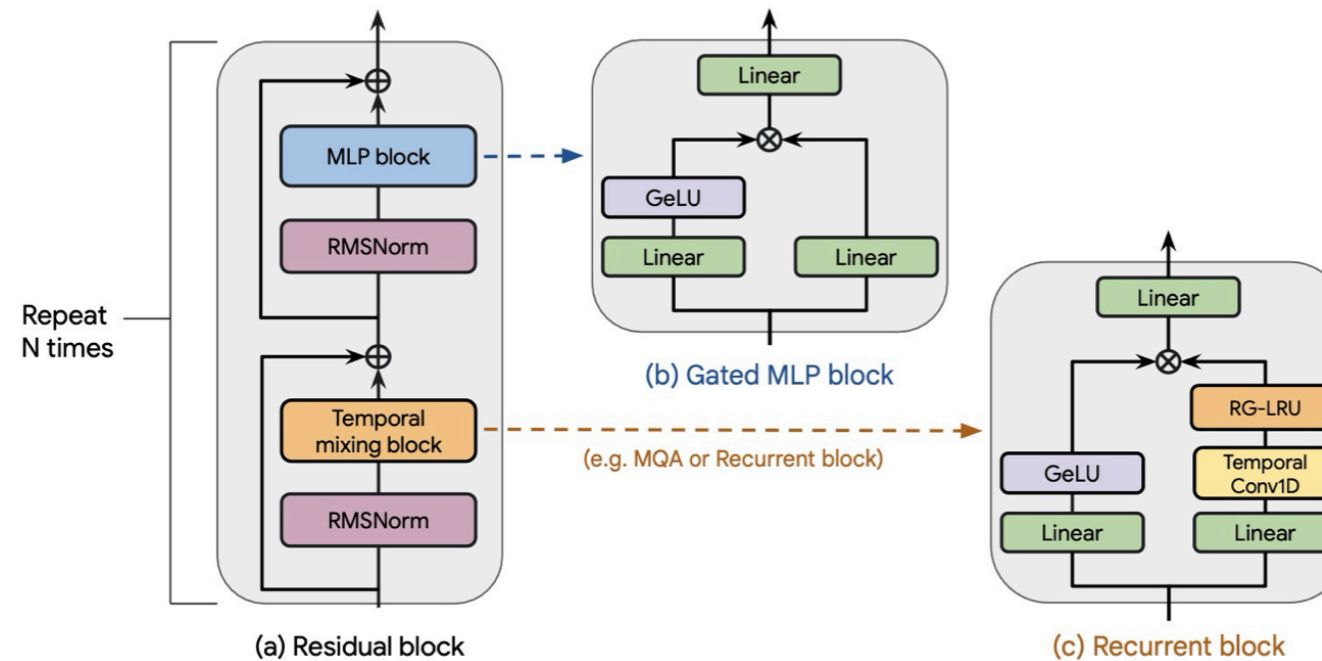 Repeat
N times
MLP block
RMSNorm
Temporal
mixing block
RMSNorm
(a) Residual block
Linear
GeLU
Linear
Linear
(b) Gated MLP block
(e.g. MQA or Recurrent block)
Linear
RG-LRU
GeLU
Temporal
Conv1D
Linear
Linear
(c) Recurrent block